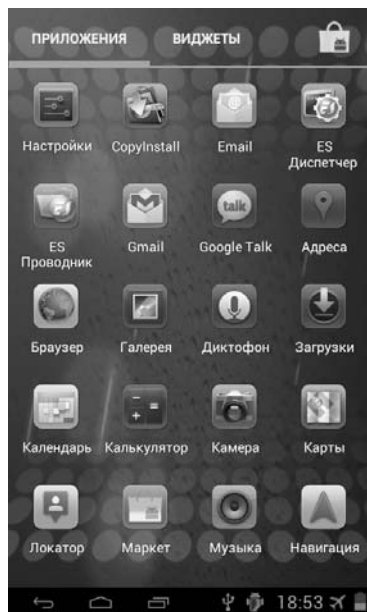 ПРИЛОЖЕНИЯ ВИДЖЕТЫ
Настройки CopyInstall Email ES Диспетчер
ES Проводник Gmail talk Google Talk Адреса
Браузер Галерея Диктофон Загрузки
Календарь Калькулятор Камера Карты
Локатор Маркет Музыка Навигация
18:53